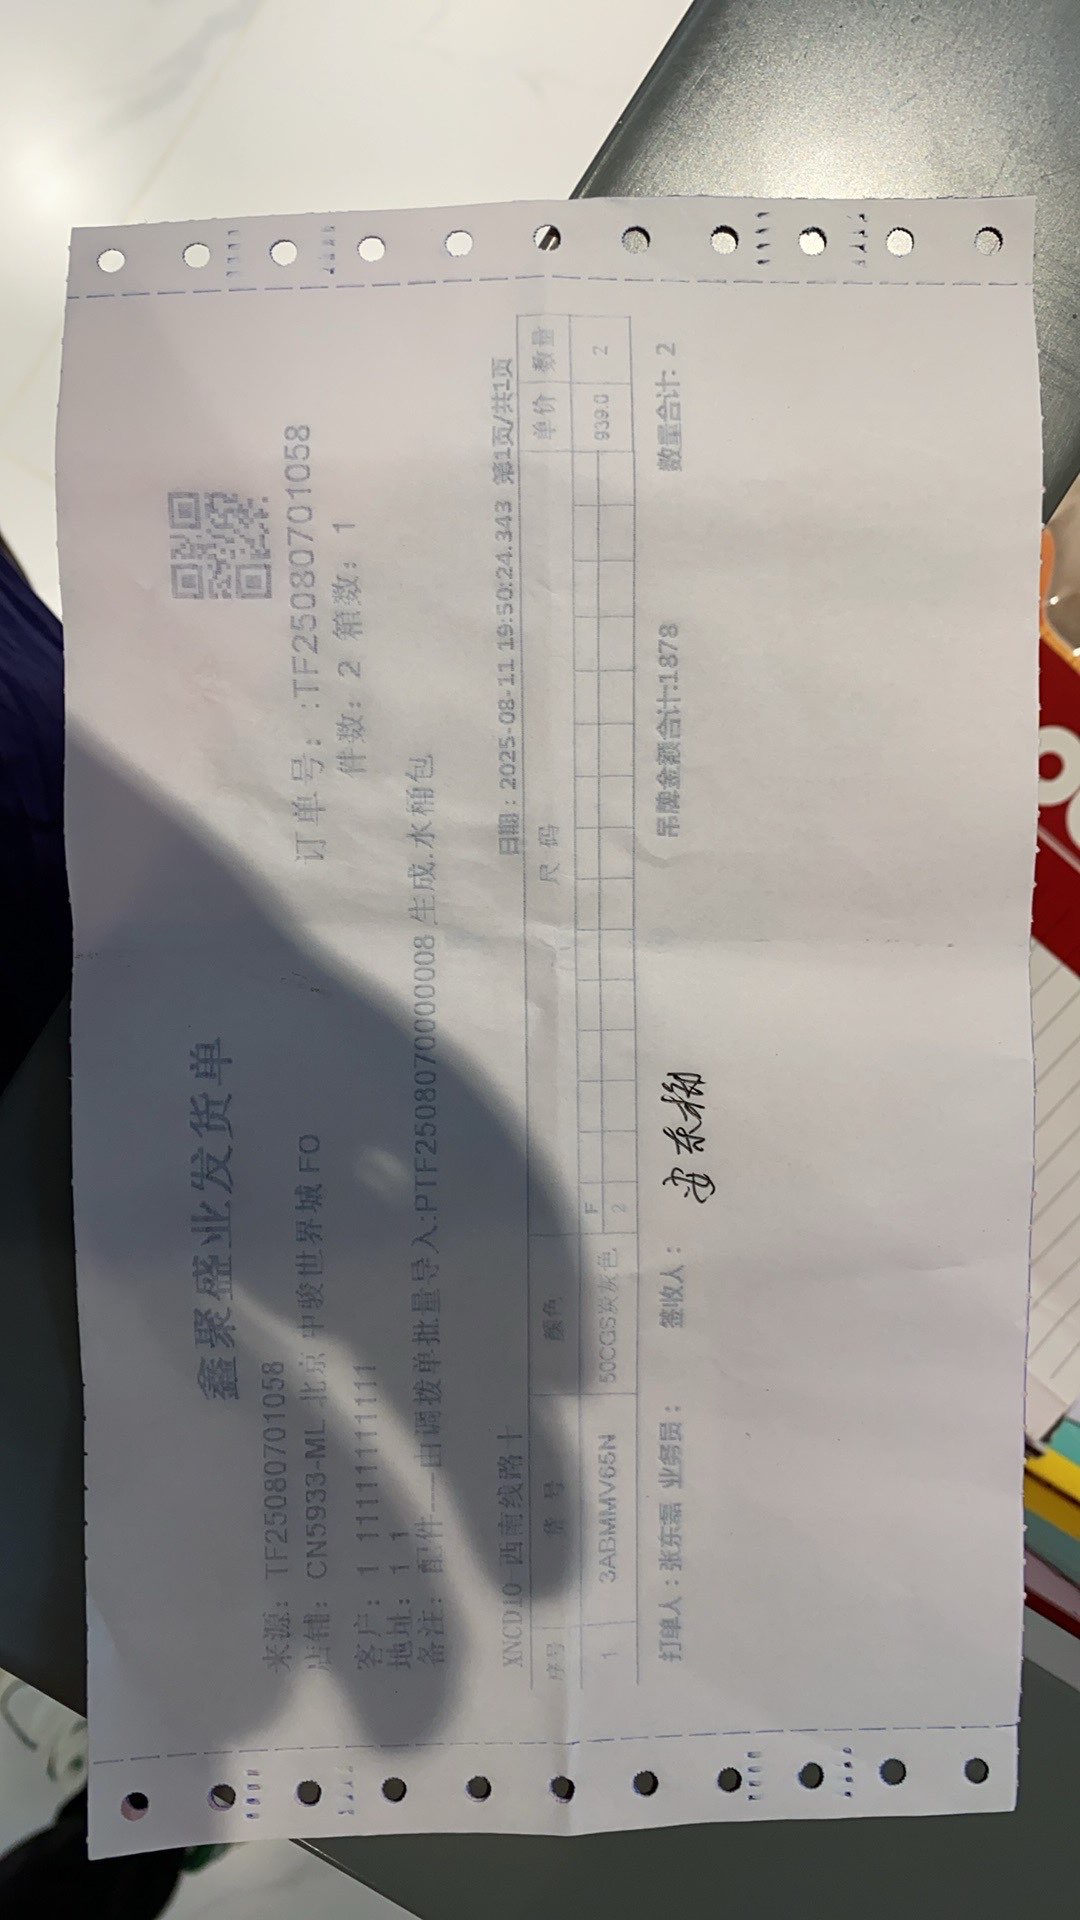 鑫聚盛业发货单
来源：TF25080701058
订单号：:TF25080701058
店铺：CN5933-ML 北京 中骏世界城 FO
件数：2 箱数：1
客户：1 11111111111
地址：1 1
备注：配件——由调拨单批量导入:PTF2508070000008 生成.水桶包
XNCD10 西南线路十 日期：2025-08-11 19:50:24.343 第1页/共1页
序号 货 号 颜色 尺 码 单价 数量
1 3ABMMV65N 50CGS炭灰色 F 939.0 2
2
打单人：张东磊 业务员： 签收人： 吊牌金额合计:1878 数量合计: 2